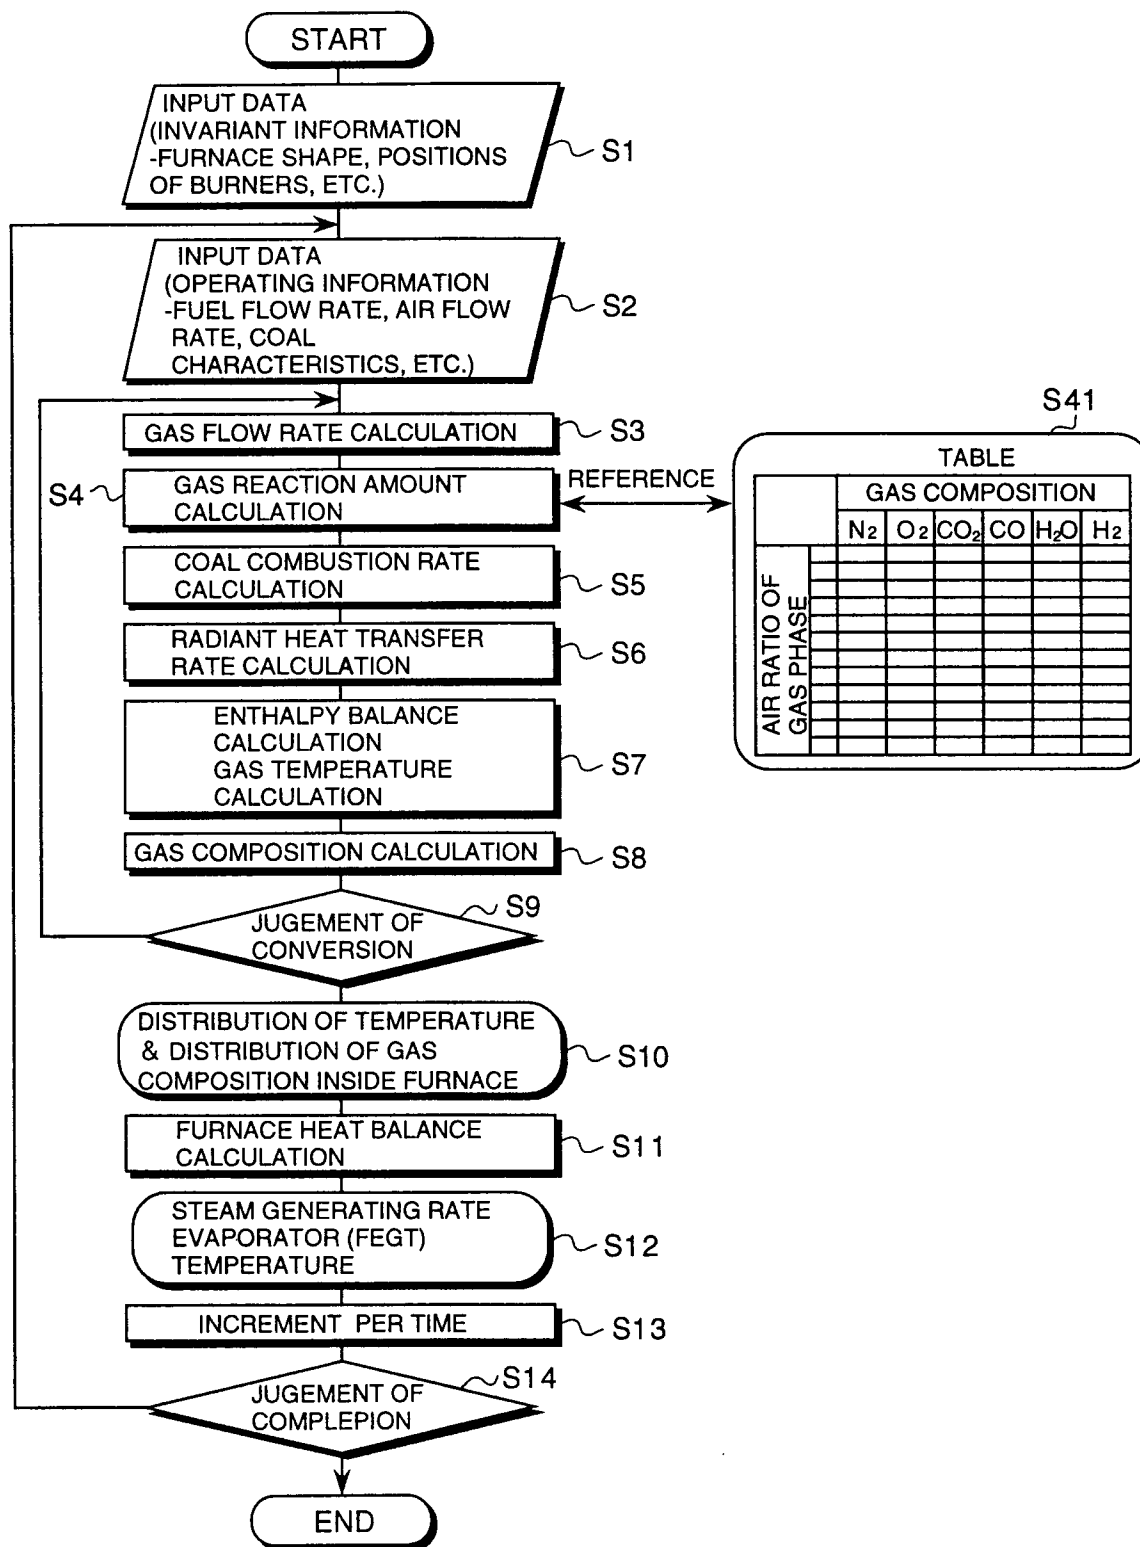 START
INPUT DATA
(INVARIANT INFORMATION
-FURNACE SHAPE, POSITIONS
OF BURNERS, ETC.)
S1
INPUT DATA
(OPERATING INFORMATION
-FUEL FLOW RATE, AIR FLOW
RATE, COAL
CHARACTERISTICS, ETC.)
S2
GAS FLOW RATE CALCULATION
S3
S4
GAS REACTION AMOUNT
CALCULATION
REFERENCE
S41
TABLE
GAS COMPOSITION
N2 O2 CO2 CO H2O H2
AIR RATIO OF
GAS PHASE
COAL COMBUSTION RATE
CALCULATION
S5
RADIANT HEAT TRANSFER
RATE CALCULATION
S6
ENTHALPY BALANCE
CALCULATION
GAS TEMPERATURE
CALCULATION
S7
GAS COMPOSITION CALCULATION
S8
JUGEMENT OF
CONVERSION
S9
DISTRIBUTION OF TEMPERATURE
& DISTRIBUTION OF GAS
COMPOSITION INSIDE FURNACE
S10
FURNACE HEAT BALANCE
CALCULATION
S11
STEAM GENERATING RATE
EVAPORATOR (FEGT)
TEMPERATURE
S12
INCREMENT PER TIME
S13
JUGEMENT OF
COMPLEPION
S14
END